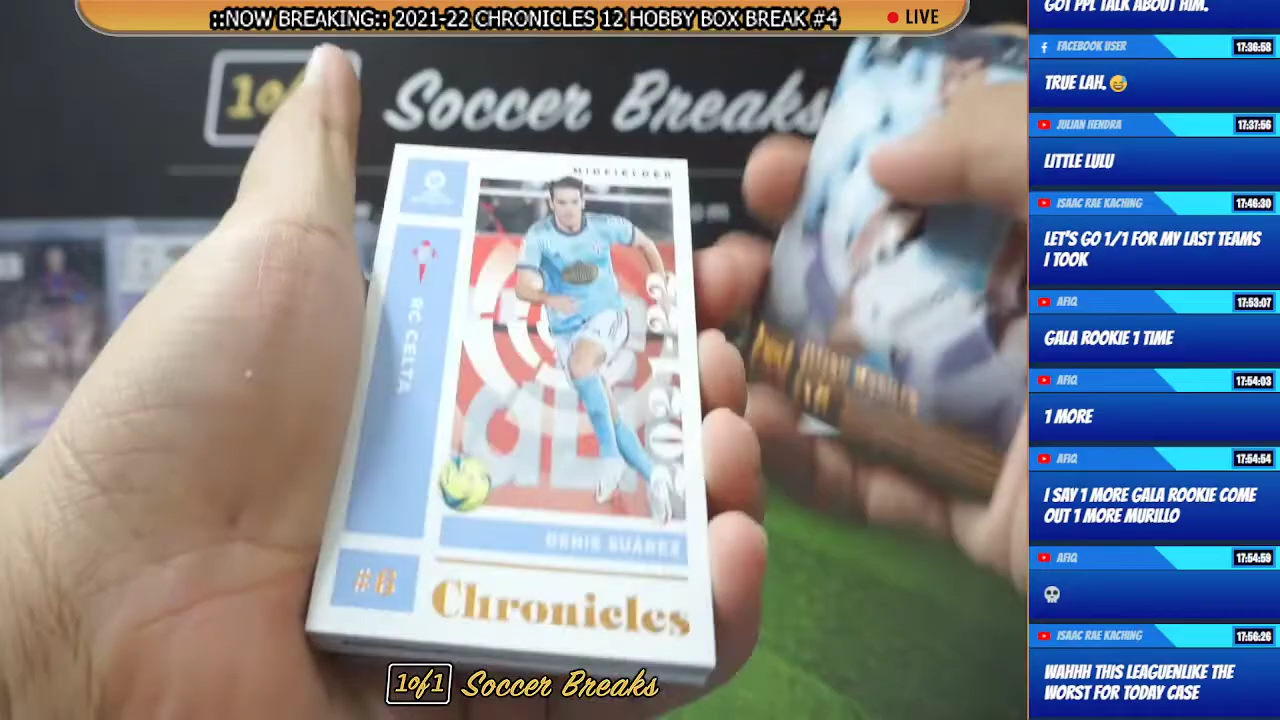 ::NOW BREAKING:: 2021-22 CHRONICLES 12 HOBBY BOX BREAK #4
LIVE
1of1 Soccer Breaks
MIDFIELDER
RC CELTA
2021-22
DENIS SUÁREZ
#6
Chronicles
1of1 Soccer Breaks
GOT PPL TALK ABOUT HIM.
FACEBOOK USER 17:36:58
TRUE LAH. 😅
JULIAN HENDRA 17:37:56
LITTLE LULU
ISAAC RAE KACHING 17:46:30
LET'S GO 1/1 FOR MY LAST TEAMS
I TOOK
AFIQ 17:53:07
GALA ROOKIE 1 TIME
AFIQ 17:54:03
1 MORE
AFIQ 17:54:54
I SAY 1 MORE GALA ROOKIE COME
OUT 1 MORE MURILLO
AFIQ 17:54:59
💀
ISAAC RAE KACHING 17:56:26
WAHHH THIS LEAGUENLIKE THE
WORST FOR TODAY CASE